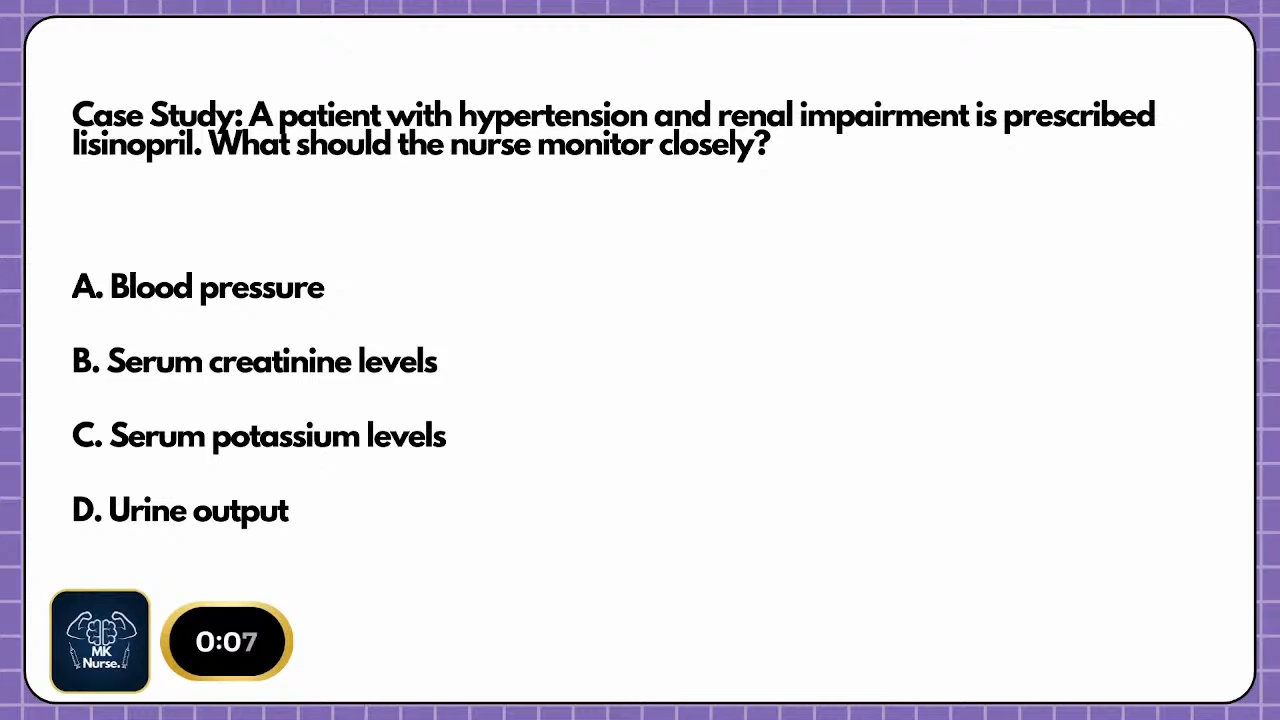 Case Study: A patient with hypertension and renal impairment is prescribed
lisinopril. What should the nurse monitor closely?
A. Blood pressure
B. Serum creatinine levels
C. Serum potassium levels
D. Urine output
MK
Nurse.
0:07